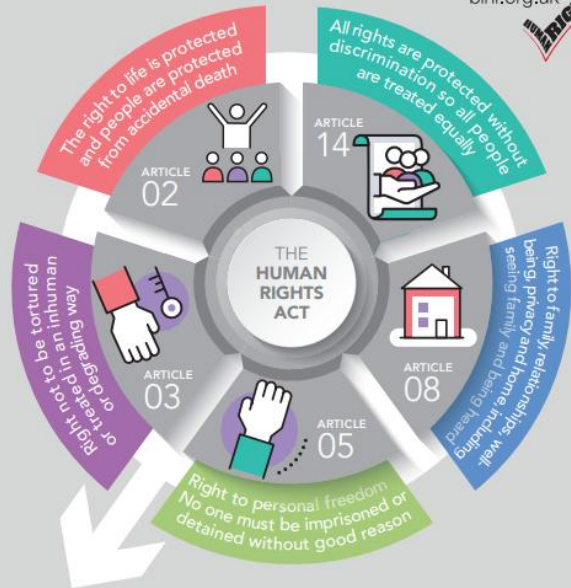 bihr.org.uk
The right to life is protected
and people are protected
from accidental death
ARTICLE
02
All rights are protected without
discrimination so all people
are treated equally
ARTICLE
14
THE
HUMAN
RIGHTS
ACT
Right not to be tortured
or treated in an inhuman
or degrading way
ARTICLE
03
Right to family relationships, well-
being, privacy and home, including
seeing family and being heard
ARTICLE
08
ARTICLE
05
Right to personal freedom
No one must be imprisoned or
detained without good reason